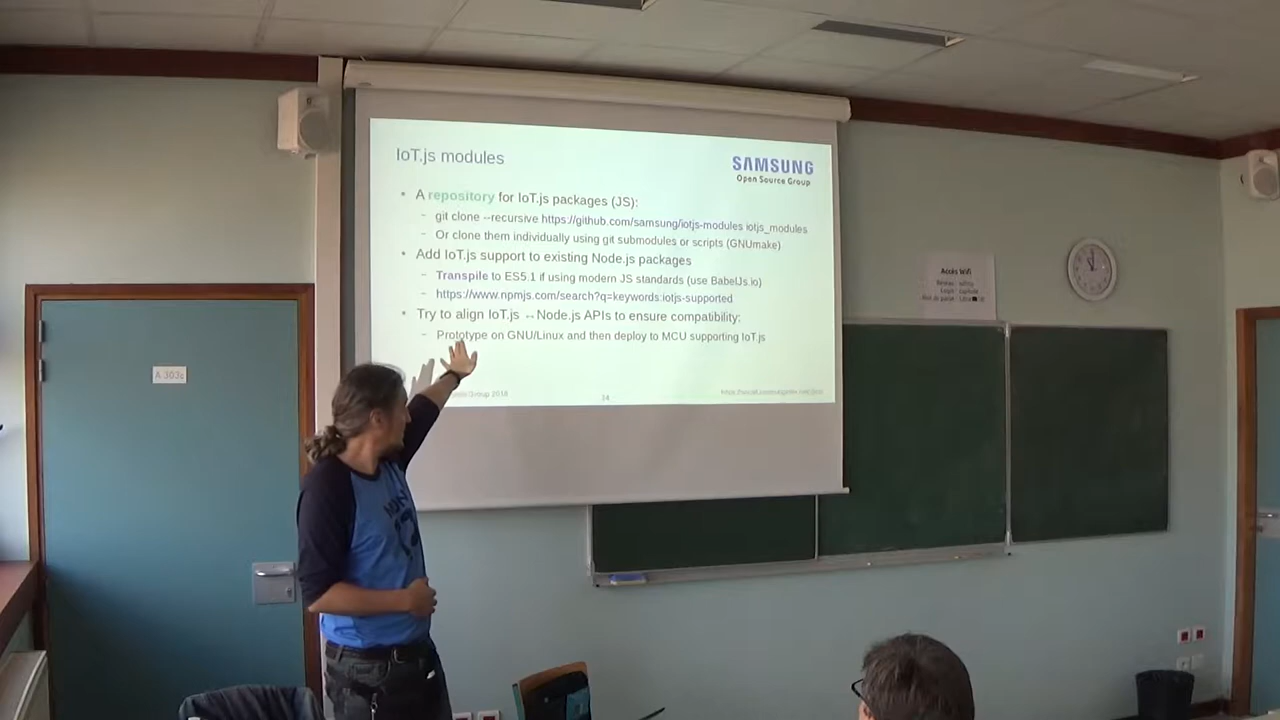 IoT.js modules
SAMSUNG
Open Source Group
A repository for IoT.js packages (JS):
git clone --recursive https://github.com/samsung/iotjs-modules iotjs_modules
Or clone them individually using git submodules or scripts (GNUmake)
Add IoT.js support to existing Node.js packages
Transpile to ES5.1 if using modern JS standards (use BabelJs.io)
https://www.npmjs.com/search?q=keywords:iotjs-supported
Try to align IoT.js ↔Node.js APIs to ensure compatibility:
Prototype on GNU/Linux and then deploy to MCU supporting IoT.js
Group 2018
14
Accès WiFi
A 303